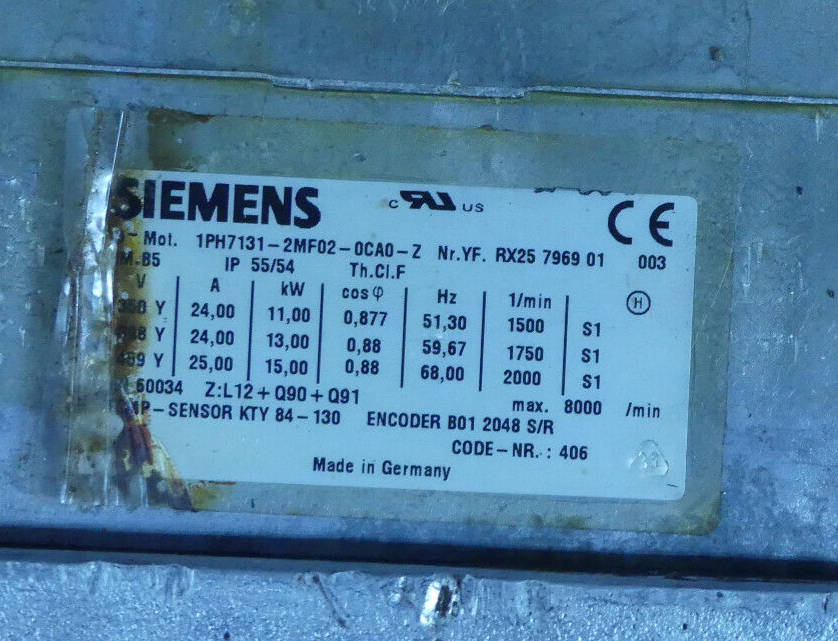 SIEMENS c RU US CE
- Mot. 1PH7131-2MF02-0CA0-Z Nr.YF. RX25 7969 01 003
IM.B5 IP 55/54 Th.Cl.F
V A kW cosφ Hz 1/min H
Y 24,00 11,00 0,877 51,30 1500 S1
Y 24,00 13,00 0,88 59,67 1750 S1
Y 25,00 15,00 0,88 68,00 2000 S1
60034 Z:L12+Q90+Q91 max. 8000 /min
-SENSOR KTY 84-130 ENCODER B01 2048 S/R
CODE-NR.: 406
Made in Germany